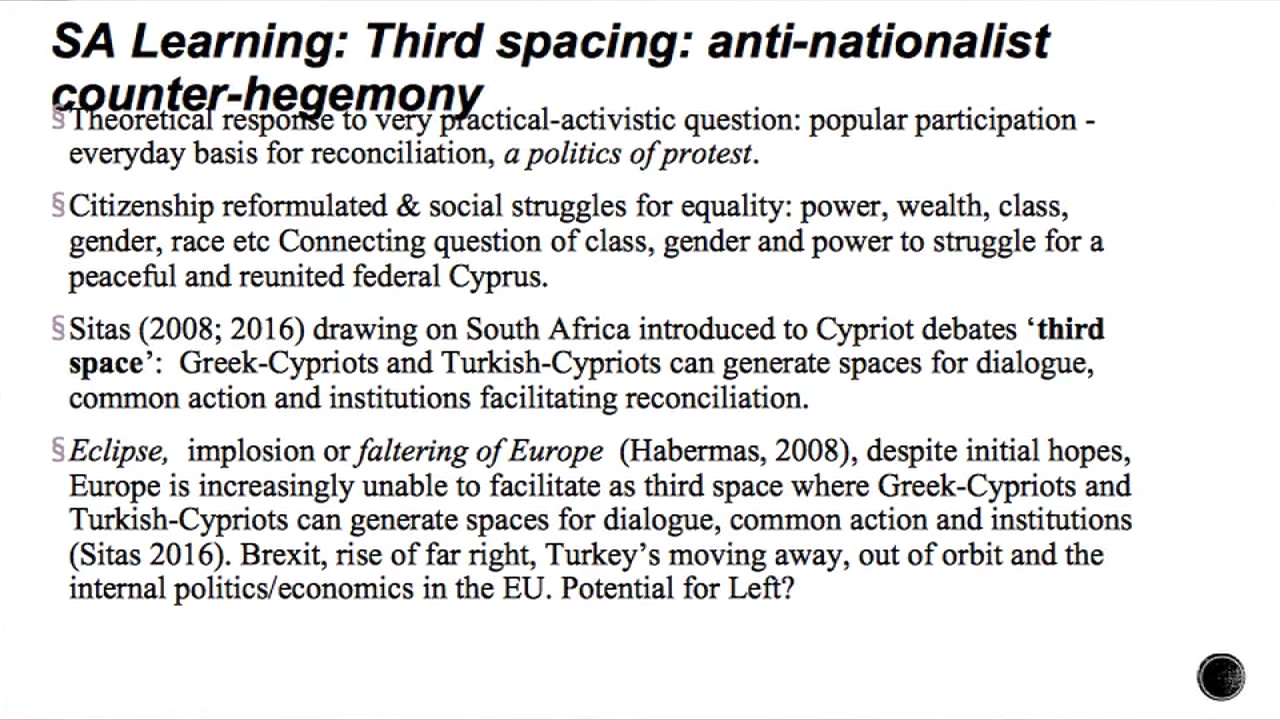 SA Learning: Third spacing: anti-nationalist
counter-hegemony
§Theoretical response to very practical-activistic question: popular participation -
everyday basis for reconciliation, a politics of protest.
§Citizenship reformulated & social struggles for equality: power, wealth, class,
gender, race etc Connecting question of class, gender and power to struggle for a
peaceful and reunited federal Cyprus.
§Sitas (2008; 2016) drawing on South Africa introduced to Cypriot debates ‘third
space’:  Greek-Cypriots and Turkish-Cypriots can generate spaces for dialogue,
common action and institutions facilitating reconciliation.
§Eclipse,  implosion or faltering of Europe  (Habermas, 2008), despite initial hopes,
Europe is increasingly unable to facilitate as third space where Greek-Cypriots and
Turkish-Cypriots can generate spaces for dialogue, common action and institutions
(Sitas 2016). Brexit, rise of far right, Turkey’s moving away, out of orbit and the
internal politics/economics in the EU. Potential for Left?